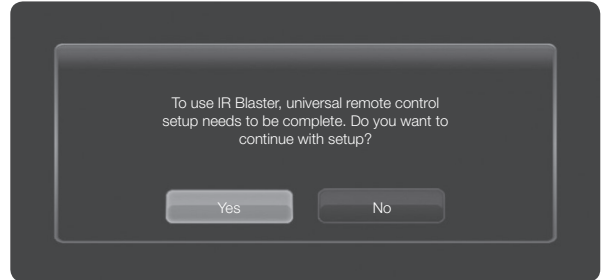 To use IR Blaster, universal remote control
setup needs to be complete. Do you want to
continue with setup?
Yes
No